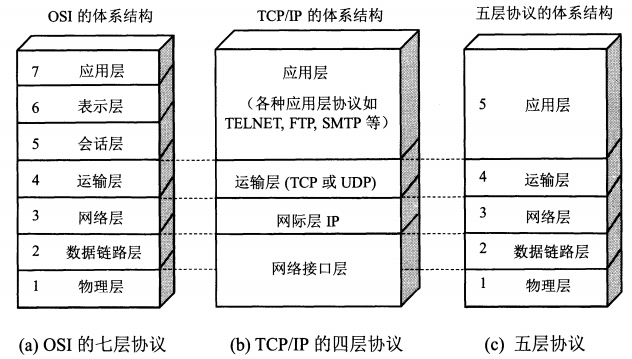 OSI 的体系结构
7 应用层
6 表示层
5 会话层
4 运输层
3 网络层
2 数据链路层
1 物理层
(a) OSI 的七层协议
TCP/IP 的体系结构
应用层
(各种应用层协议如
TELNET, FTP, SMTP 等)
运输层 (TCP 或 UDP)
网际层 IP
网络接口层
(b) TCP/IP 的四层协议
五层协议的体系结构
5 应用层
4 运输层
3 网络层
2 数据链路层
1 物理层
(c) 五层协议